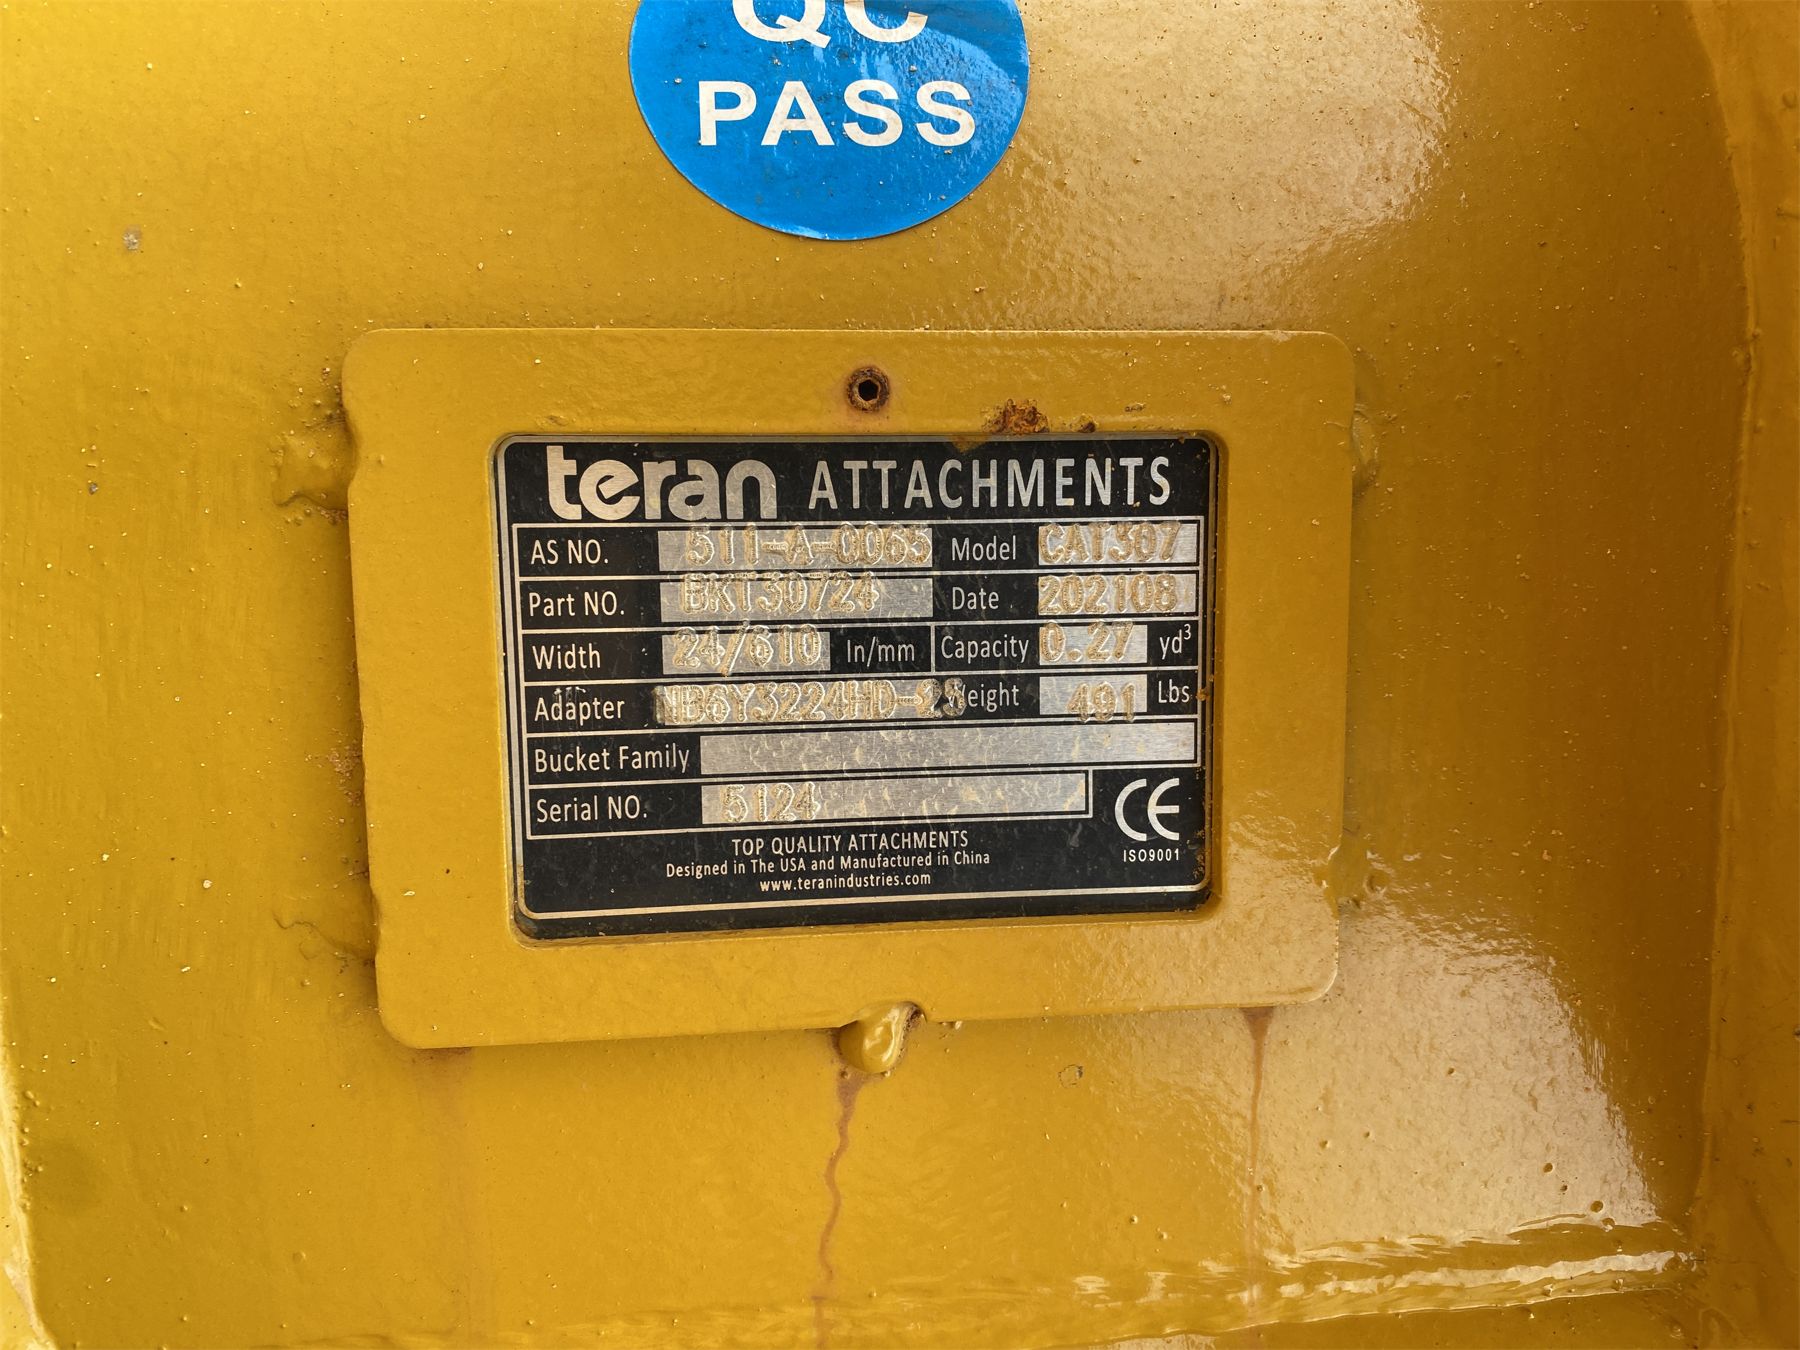 QC
PASS
teran ATTACHMENTS
AS NO. 511-A-0065 Model CAT307
Part NO. BKT30724 Date 202108
Width 24/610 In/mm Capacity 0.27 yd³
Adapter NB6Y3224HD-2S Weight 491 Lbs
Bucket Family
Serial NO. 5124
CE
ISO9001
TOP QUALITY ATTACHMENTS
Designed in The USA and Manufactured in China
www.teranindustries.com